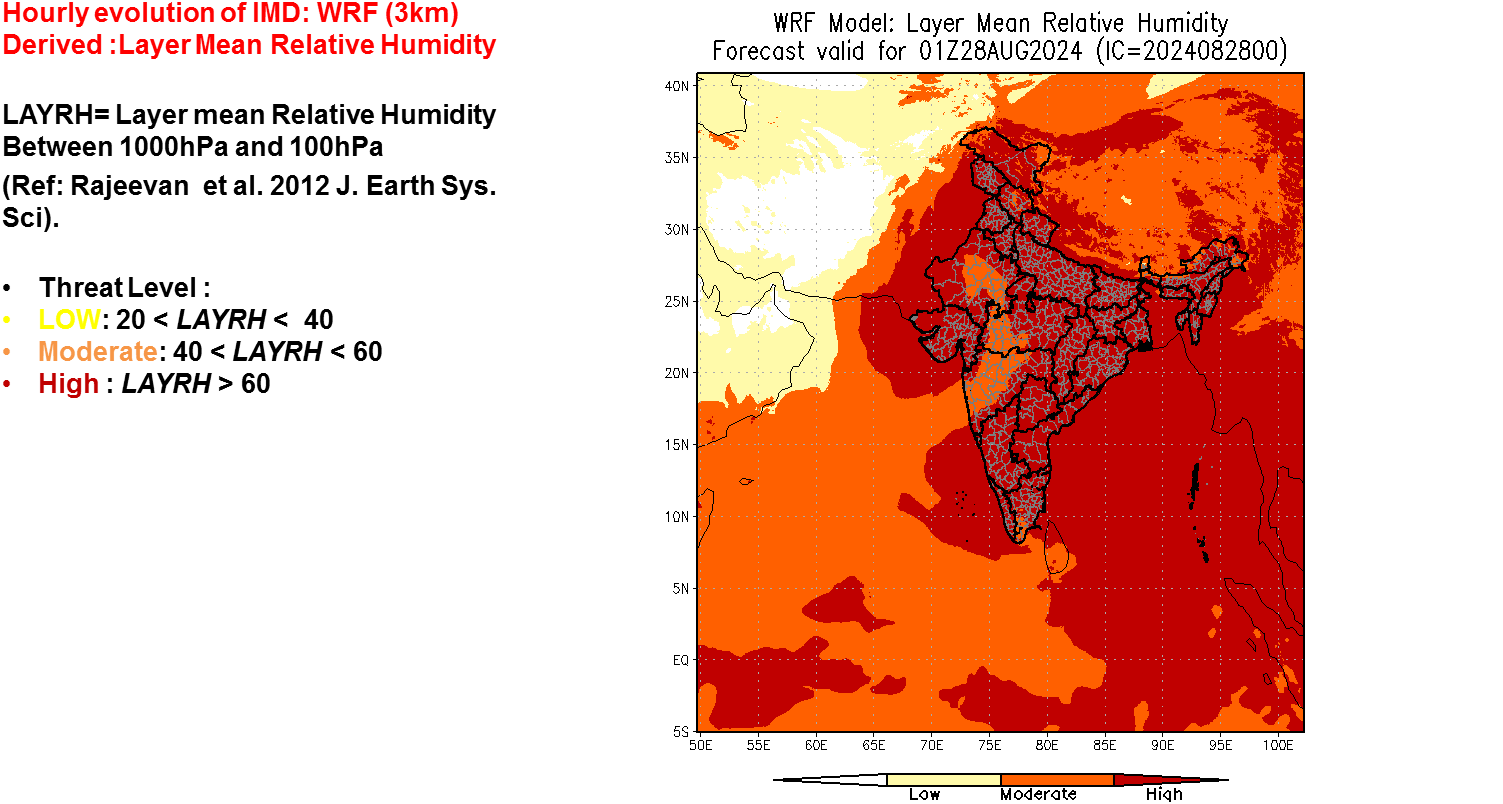 Hourly evolution of IMD: WRF (3km)
Derived :Layer Mean Relative Humidity
LAYRH= Layer mean Relative Humidity
Between 1000hPa and 100hPa
(Ref: Rajeevan et al. 2012 J. Earth Sys.
Sci).
• Threat Level :
• LOW: 20 < LAYRH < 40
• Moderate: 40 < LAYRH < 60
• High : LAYRH > 60
WRF Model: Layer Mean Relative Humidity
Forecast valid for 01Z28AUG2024 (IC=2024082800)
40N
35N
30N
25N
20N
15N
10N
5N
EQ
5S
50E 55E 60E 65E 70E 75E 80E 85E 90E 95E 100E
Low Moderate High